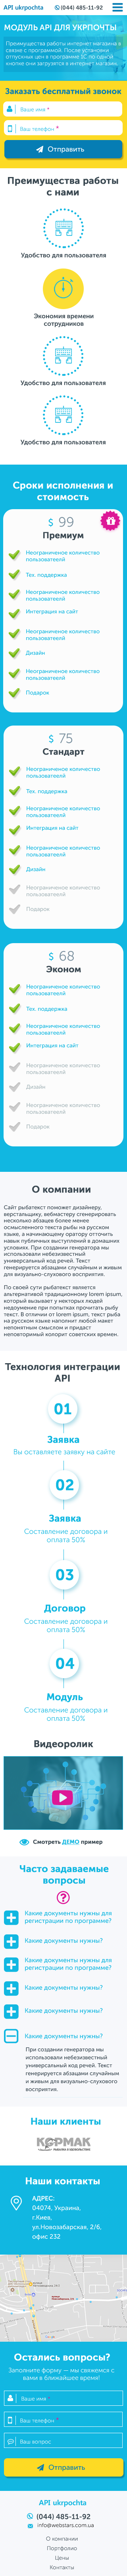 API ukrpochta
(044) 485-11-92
МОДУЛЬ API ДЛЯ УКРПОЧТЫ
Преимущества работы интернет магазина в
связке с почтой. После установки
отпускных цен в программе 1С по одной
кнопке они загрузятся и интернет магазин.
Заказать бесплатный звонок
Ваше имя *
Ваш телефон *
Отправить
Преимущества работы
с нами
Удобство для пользователя
Экономия времени
сотрудников
Удобство для пользователя
Удобство для пользователя
Сроки исполнения и
стоимость
$ 99
Премиум
Неограниченое количество
пользователей
Тех. поддержка
Неограниченое количество
пользователей
Интеграция на сайт
Неограниченое количество
пользователей
Дизайн
Неограниченое количество
пользователей
Подарок
$ 75
Стандарт
Неограниченое количество
пользователей
Тех. поддержка
Неограниченое количество
пользователей
Интеграция на сайт
Неограниченое количество
пользователей
Дизайн
Неограниченое количество
пользователей
Подарок
$ 68
Эконом
Неограниченое количество
пользователей
Тех. поддержка
Неограниченое количество
пользователей
Интеграция на сайт
Неограниченое количество
пользователей
Дизайн
Неограниченое количество
пользователей
Подарок
О компании
Сайт рыбатекст поможет дизайнеру,
верстальщику, вебмастеру сгенерировать
несколько абзацев более менее
осмысленного текста рыбы на русском
языке, а начинающему оратору отточить
навык публичных выступлений в домашних
условиях. При создании генератора мы
использовали небезизвестный
универсальный код речей. Текст
генерируется абзацами случайным и живым
для визуально-слухового восприятия.
По своей сути рыбатекст является
альтернативой традиционному lorem ipsum,
который вызывает у некторых людей
недоумение при попытках прочитать рыбу
текст. В отличии от lorem ipsum, текст рыба
на русском языке наполнит любой макет
непонятным смыслом и придаст
неповторимый колорит советских времен.
Технология интеграции
API
01
Заявка
Вы оставляете заявку на сайте
02
Заявка
Составление договора и
оплата 50%
03
Договор
Составление договора и
оплата 50%
04
Модуль
Составление договора и
оплата 50%
Видеоролик
Смотреть ДЕМО пример
Часто задаваемые
вопросы
Какие документы нужны для
регистрации по программе?
Какие документы нужны?
Какие документы нужны для
регистрации по программе?
Какие документы нужны?
Какие документы нужны?
Какие документы нужны?
При создании генератора мы
использовали небезизвестный
универсальный код речей. Текст
генерируется абзацами случайным
и живым для визуально-слухового
восприятия.
Наши клиенты
КОРМАК
Наши контакты
АДРЕС:
04074, Украина,
г.Киев,
ул.Новозабарская, 2/6,
офис 232
Остались вопросы?
Заполните форму — мы свяжемся с
вами в ближайшее время!
Ваше имя *
Ваш телефон *
Ваш вопрос
Отправить
API ukrpochta
(044) 485-11-92
info@webstars.com.ua
О компании
Портфолио
Цены
Контакты